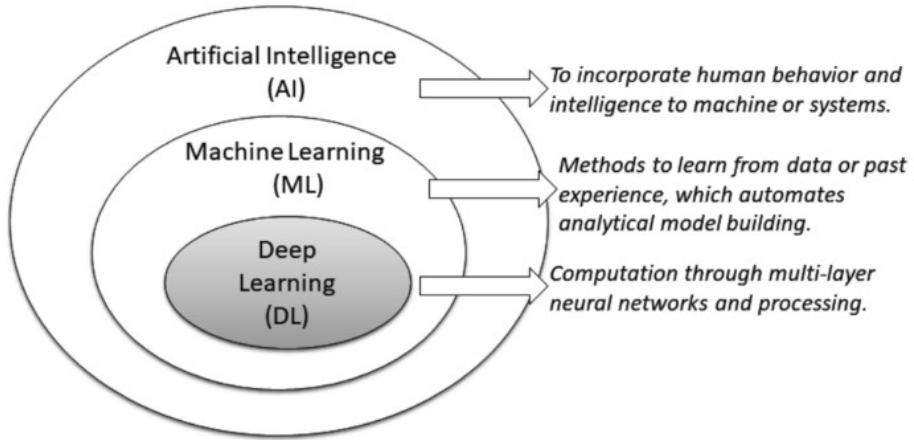 Artificial Intelligence
(AI)
To incorporate human behavior and
intelligence to machine or systems.
Machine Learning
(ML)
Methods to learn from data or past
experience, which automates
analytical model building.
Deep
Learning
(DL)
Computation through multi-layer
neural networks and processing.